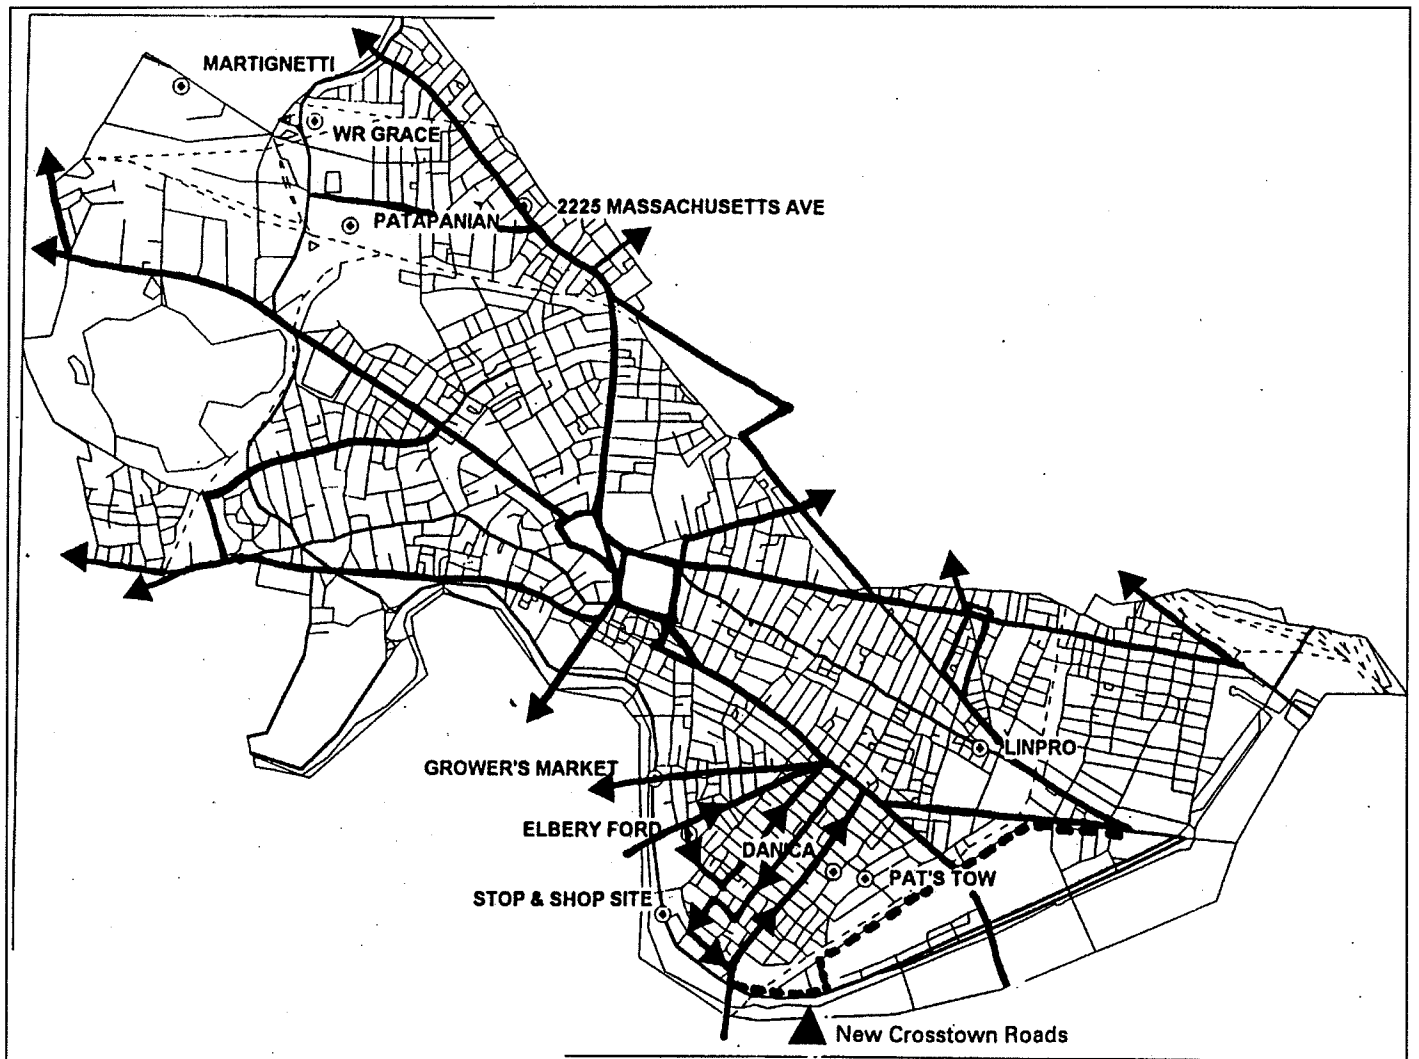 MARTIGNETTI
WR GRACE
2225 MASSACHUSETTS AVE
PATAPANIAN
LINPRO
GROWER'S MARKET
ELBERY FORD
DANICA
PAT'S TOW
STOP & SHOP SITE
New Crosstown Roads